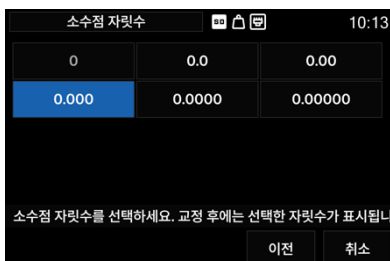 소수점 자릿수 SD 10:13
0 0.0 0.00
0.000 0.0000 0.00000
소수점 자릿수를 선택하세요. 교정 후에는 선택한 자릿수가 표시됩니
이전 취소